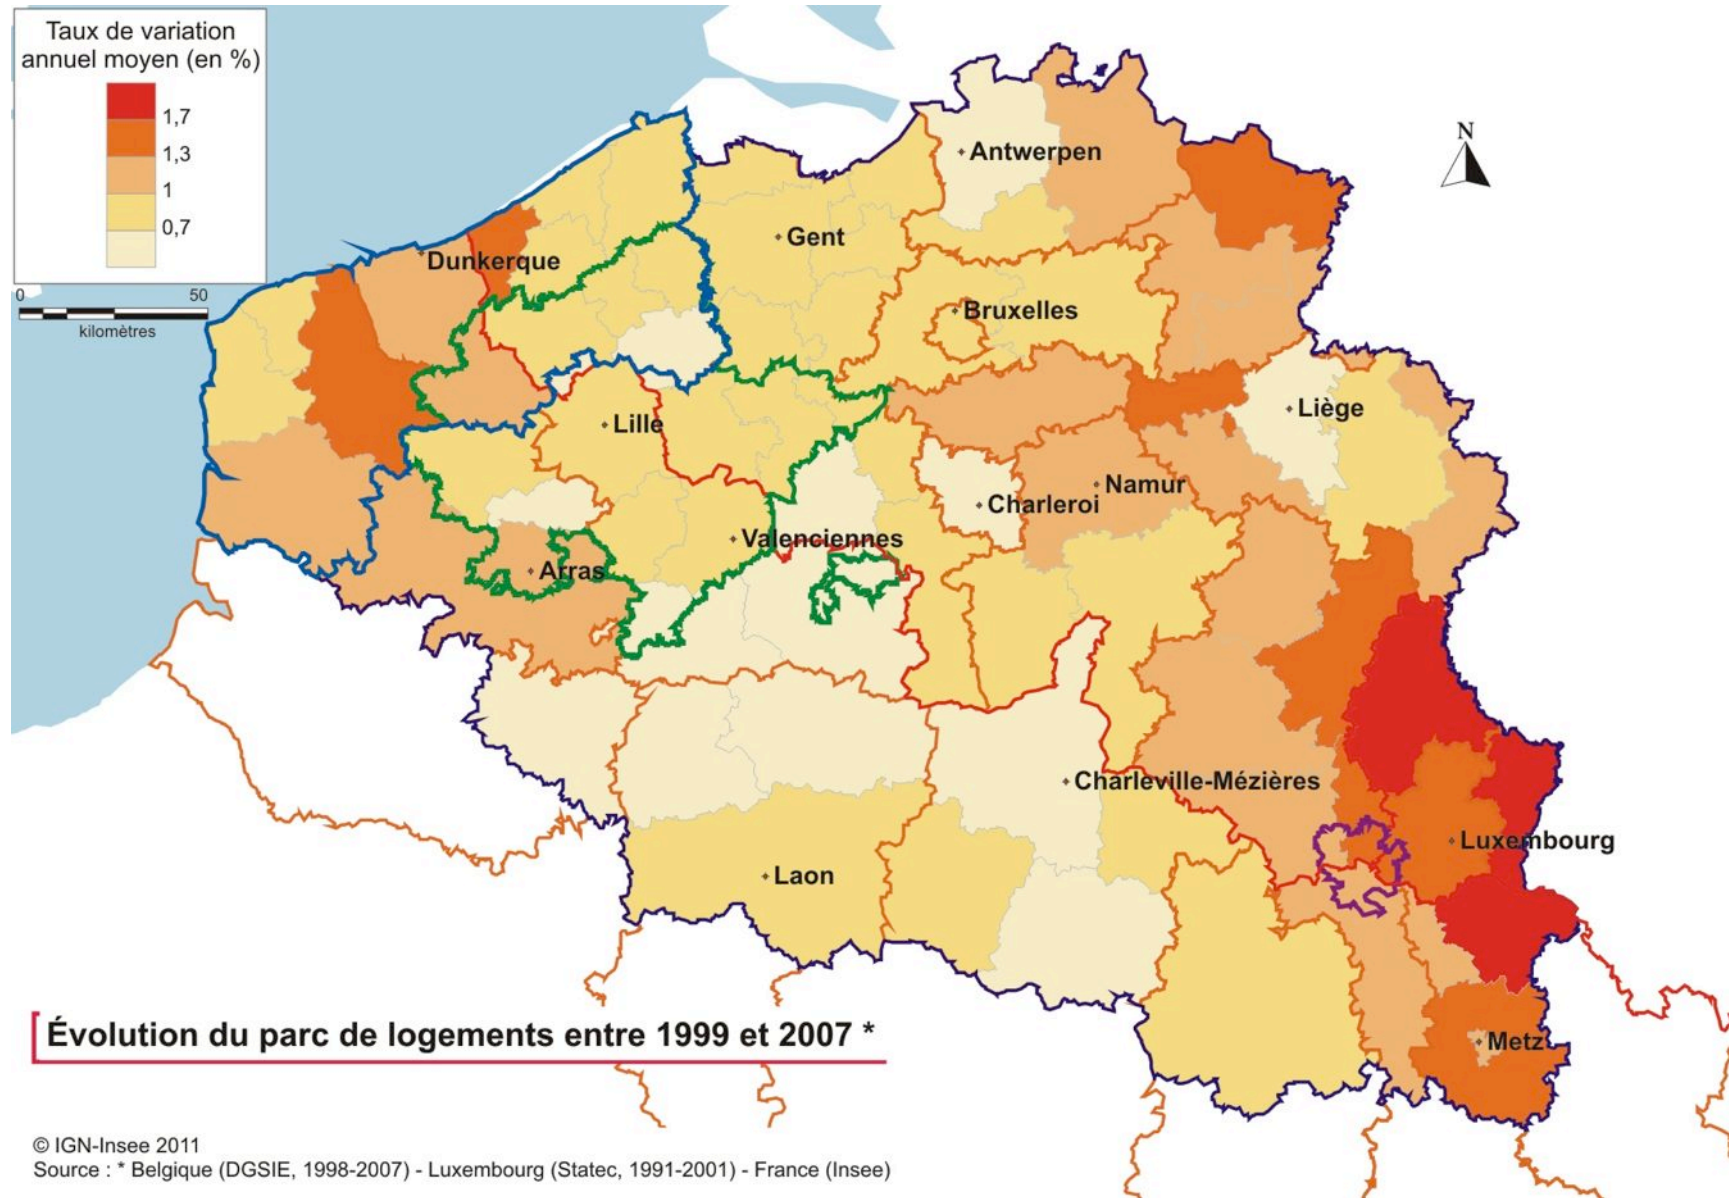 Taux de variation
annuel moyen (en %)
1,7
1,3
1
0,7
0 50
kilomètres
N
Antwerpen
Gent
Dunkerque
Bruxelles
Liège
Lille
Namur
Charleroi
Valenciennes
Arras
Charleville-Mézières
Luxembourg
Laon
Metz
Évolution du parc de logements entre 1999 et 2007 *
© IGN-Insee 2011
Source : * Belgique (DGSIE, 1998-2007) - Luxembourg (Statec, 1991-2001) - France (Insee)